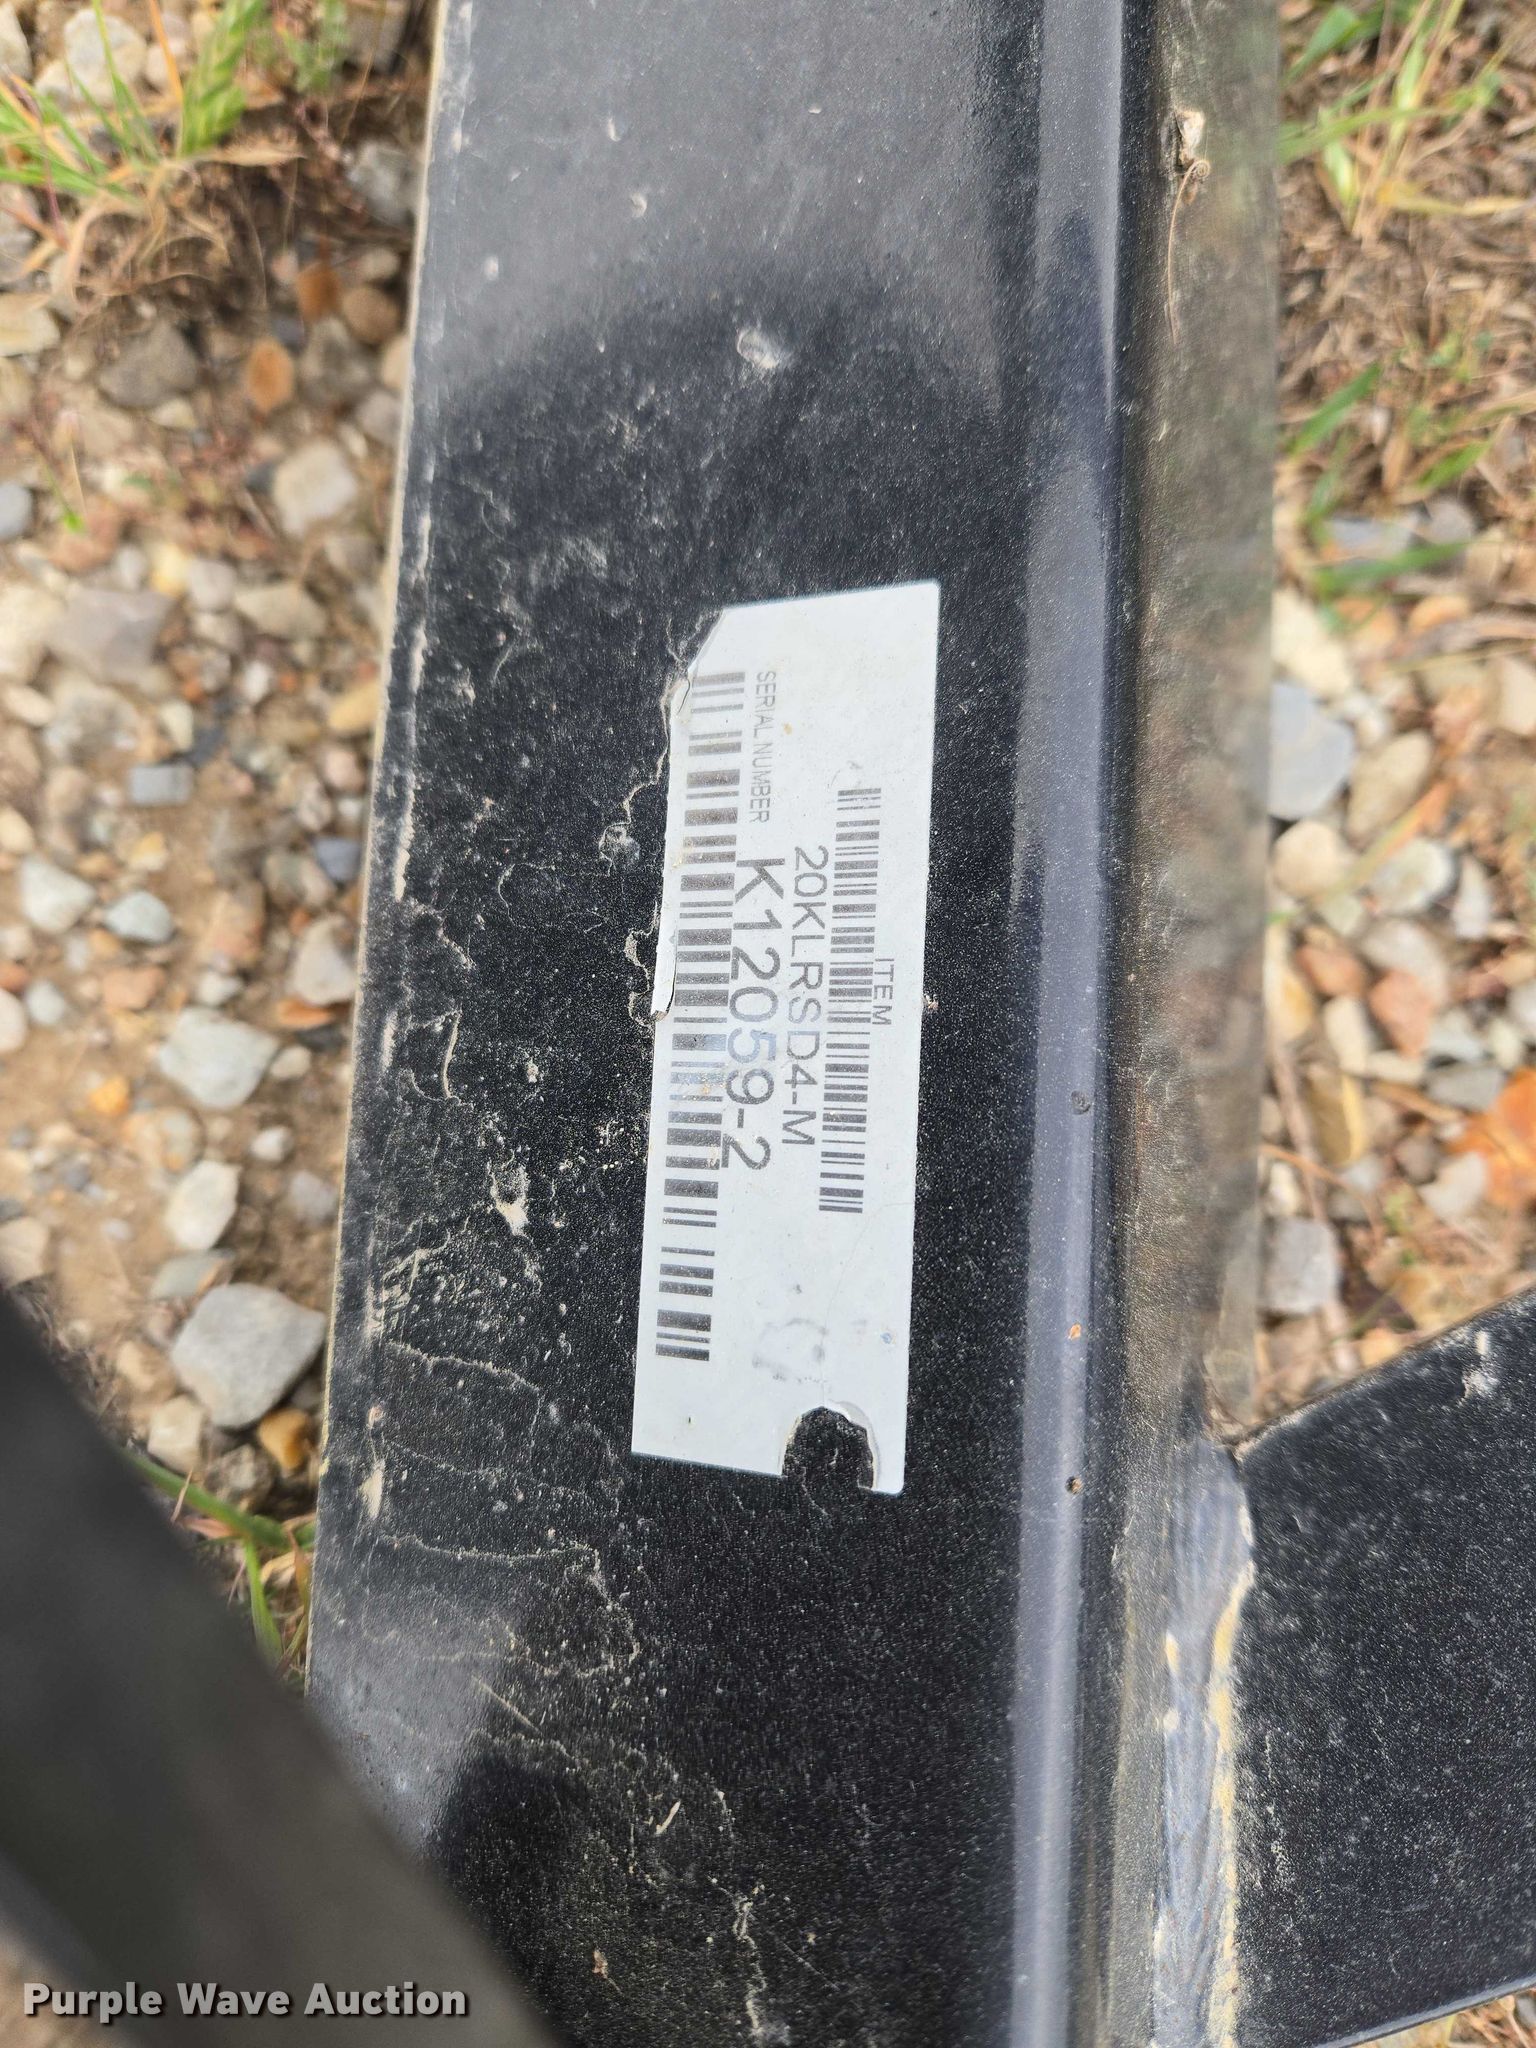 ITEM
20KLRSD4-M
SERIAL NUMBER
K12059-2
Purple Wave Auction